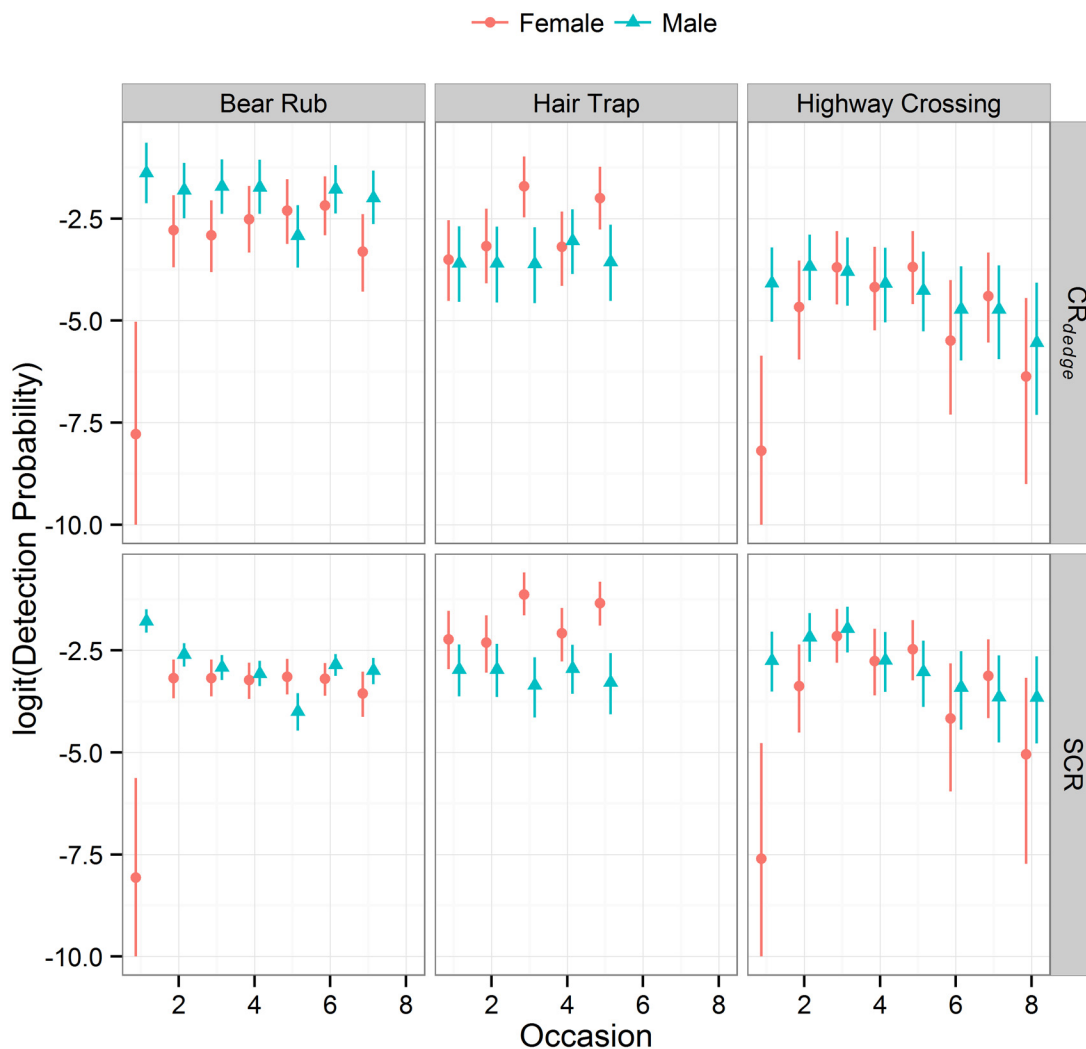 Female Male
Bear Rub Hair Trap Highway Crossing
logit(Detection Probability)
-2.5
-5.0
-7.5
-10.0
CRdedge
-2.5
-5.0
-7.5
-10.0
SCR
2 4 6 8 2 4 6 8 2 4 6 8
Occasion